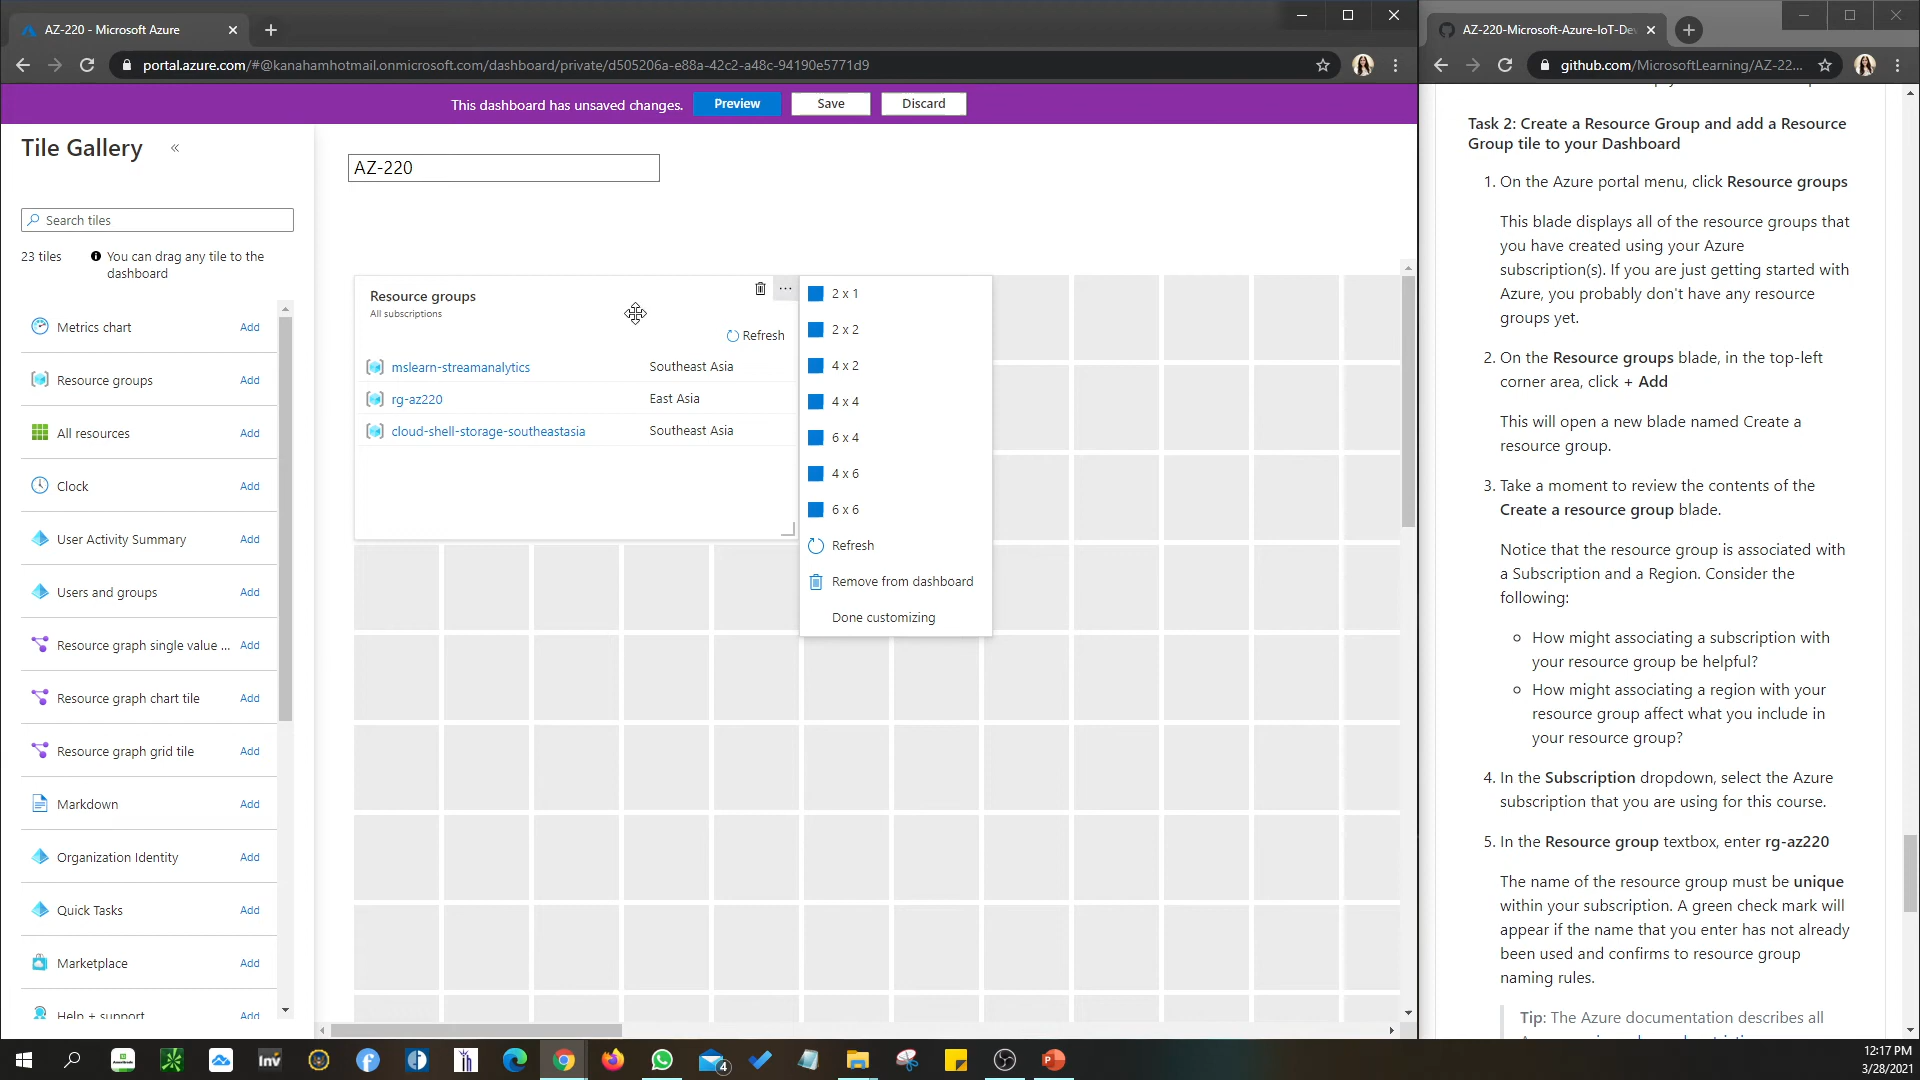 AZ-220 - Microsoft Azure
portal.azure.com/#@kanahamhotmail.onmicrosoft.com/dashboard/private/d505206a-e88a-42c2-a48c-94190e5771d9
This dashboard has unsaved changes. Preview Save Discard
Tile Gallery «
AZ-220
Search tiles
23 tiles
You can drag any tile to the
dashboard
Metrics chart Add
Resource groups Add
All resources Add
Clock Add
User Activity Summary Add
Users and groups Add
Resource graph single value ... Add
Resource graph chart tile Add
Resource graph grid tile Add
Markdown Add
Organization Identity Add
Quick Tasks Add
Marketplace Add
Help + support Add
Resource groups
All subscriptions
Refresh
mslearn-streamanalytics Southeast Asia
rg-az220 East Asia
cloud-shell-storage-southeastasia Southeast Asia
2 x 1
2 x 2
4 x 2
4 x 4
6 x 4
4 x 6
6 x 6
Refresh
Remove from dashboard
Done customizing
AZ-220-Microsoft-Azure-IoT-De
github.com/MicrosoftLearning/AZ-22...
Task 2: Create a Resource Group and add a Resource
Group tile to your Dashboard
1. On the Azure portal menu, click Resource groups
This blade displays all of the resource groups that
you have created using your Azure
subscription(s). If you are just getting started with
Azure, you probably don't have any resource
groups yet.
2. On the Resource groups blade, in the top-left
corner area, click + Add
This will open a new blade named Create a
resource group.
3. Take a moment to review the contents of the
Create a resource group blade.
Notice that the resource group is associated with
a Subscription and a Region. Consider the
following:
How might associating a subscription with
your resource group be helpful?
How might associating a region with your
resource group affect what you include in
your resource group?
4. In the Subscription dropdown, select the Azure
subscription that you are using for this course.
5. In the Resource group textbox, enter rg-az220
The name of the resource group must be unique
within your subscription. A green check mark will
appear if the name that you enter has not already
been used and confirms to resource group
naming rules.
Tip: The Azure documentation describes all
inv
4
12:17 PM
3/28/2021